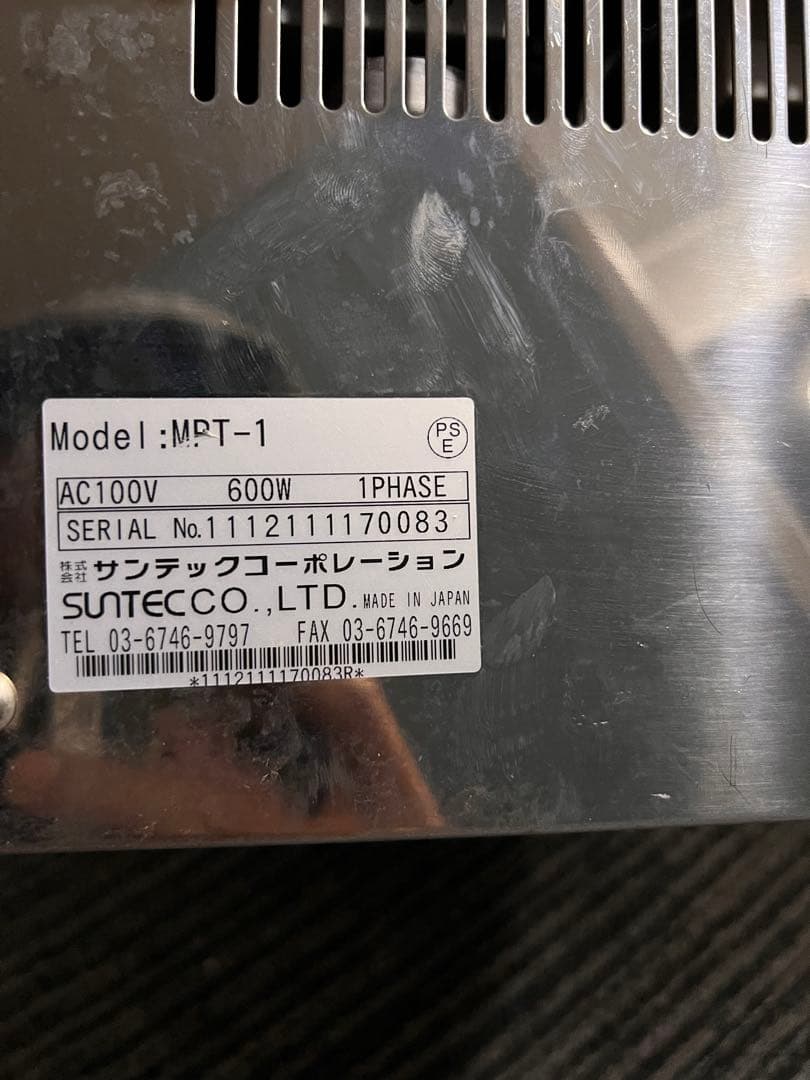 Model:MPT-1
PS
E
AC100V 600W 1PHASE
SERIAL No.1112111170083
株式会社 サンテックコーポレーション
SUNTECCO.,LTD. MADE IN JAPAN
TEL 03-6746-9797 FAX 03-6746-9669
*1112111170083R*